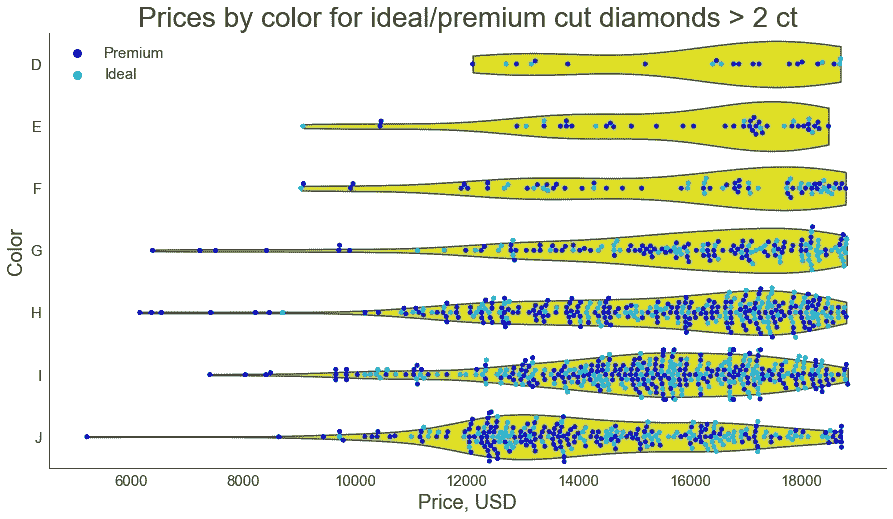 Prices by color for ideal/premium cut diamonds > 2 ct
Premium
Ideal
D
E
F
G
H
I
J
Color
6000 8000 10000 12000 14000 16000 18000
Price, USD